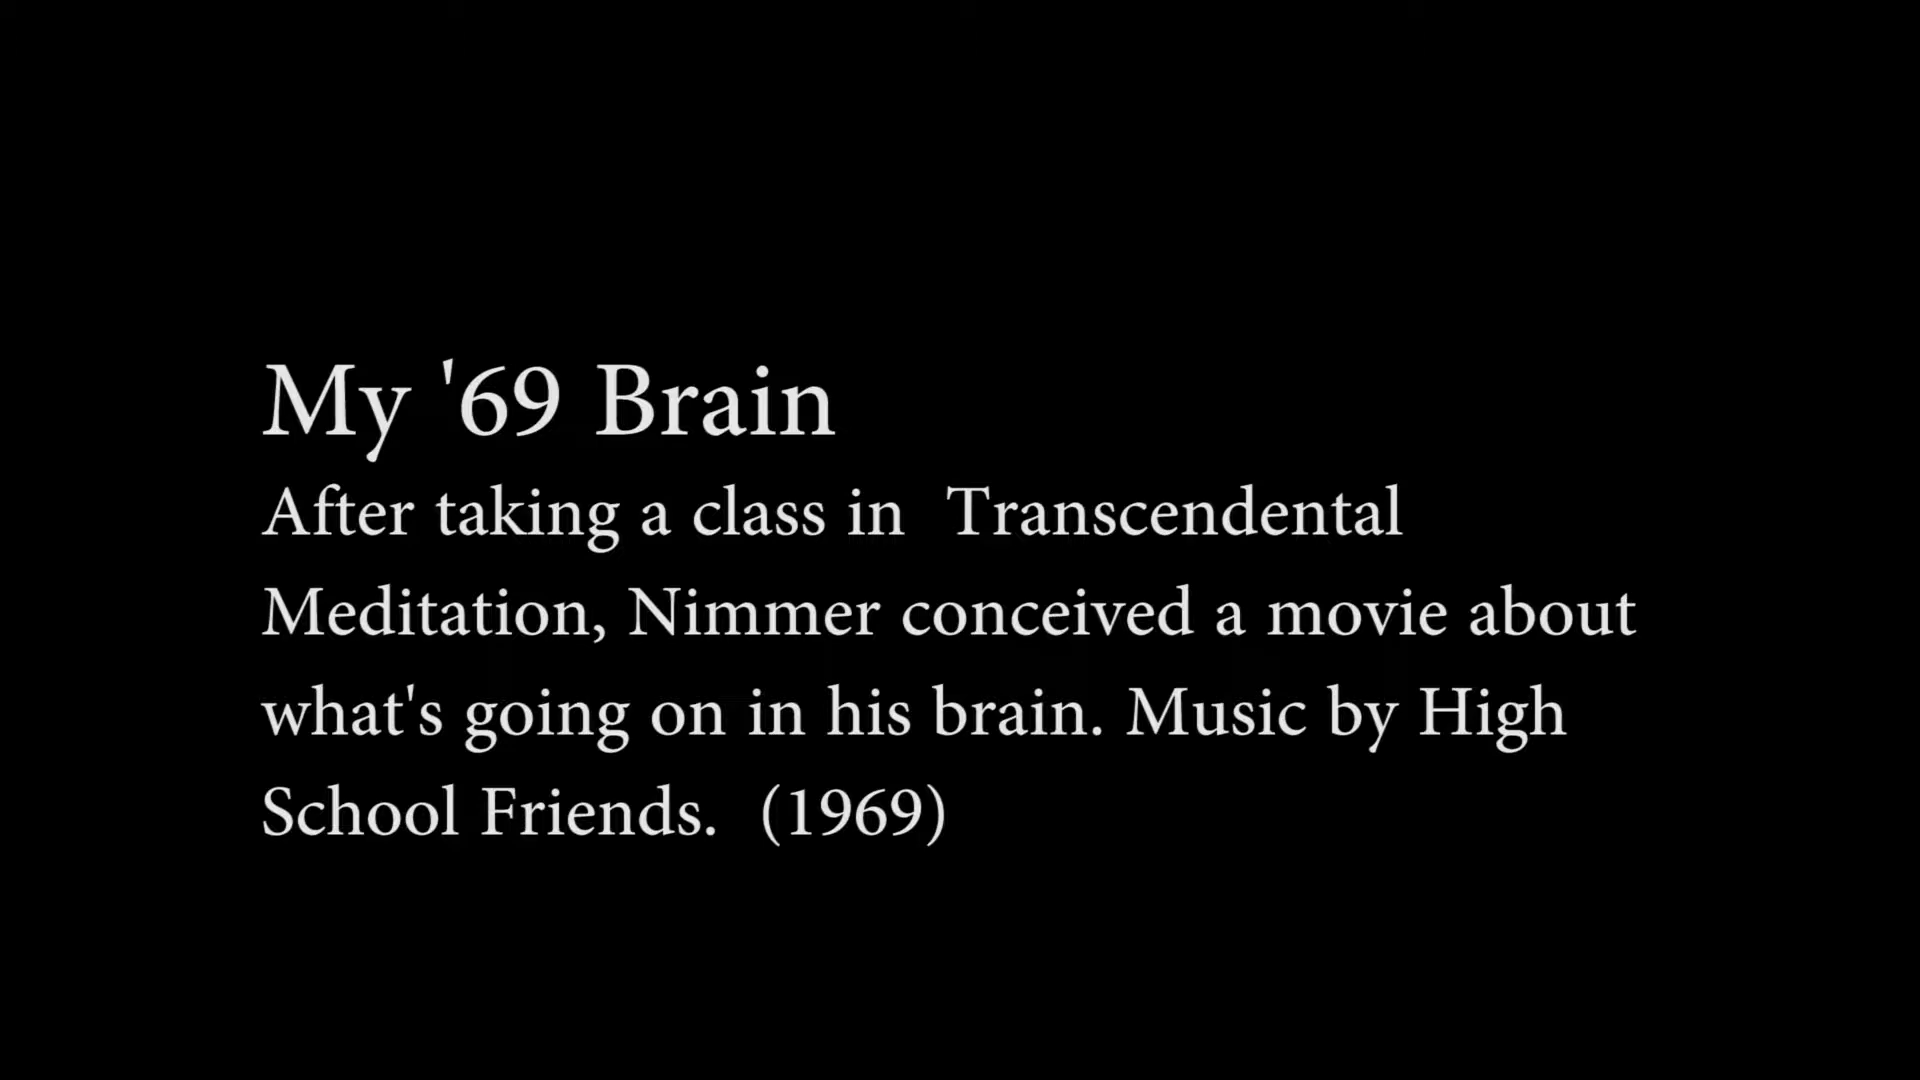 My '69 Brain
After taking a class in  Transcendental
Meditation, Nimmer conceived a movie about
what's going on in his brain. Music by High
School Friends.  (1969)